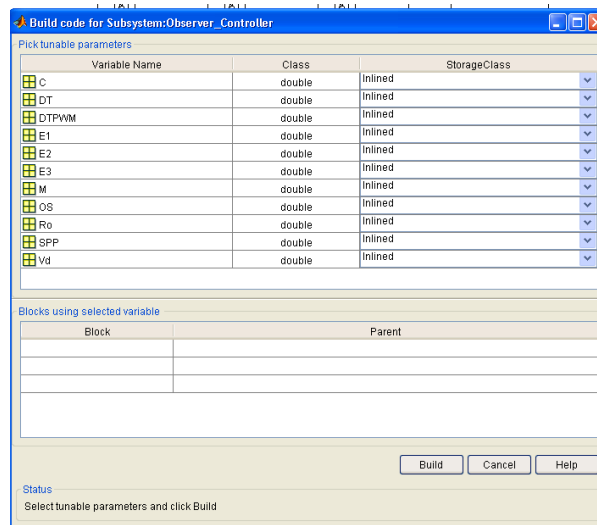 Build code for Subsystem:Observer_Controller
Pick tunable parameters
Variable Name Class StorageClass
C double Inlined
DT double Inlined
DTPWM double Inlined
E1 double Inlined
E2 double Inlined
E3 double Inlined
M double Inlined
OS double Inlined
Ro double Inlined
SPP double Inlined
Vd double Inlined
Blocks using selected variable
Block Parent
Build Cancel Help
Status
Select tunable parameters and click Build